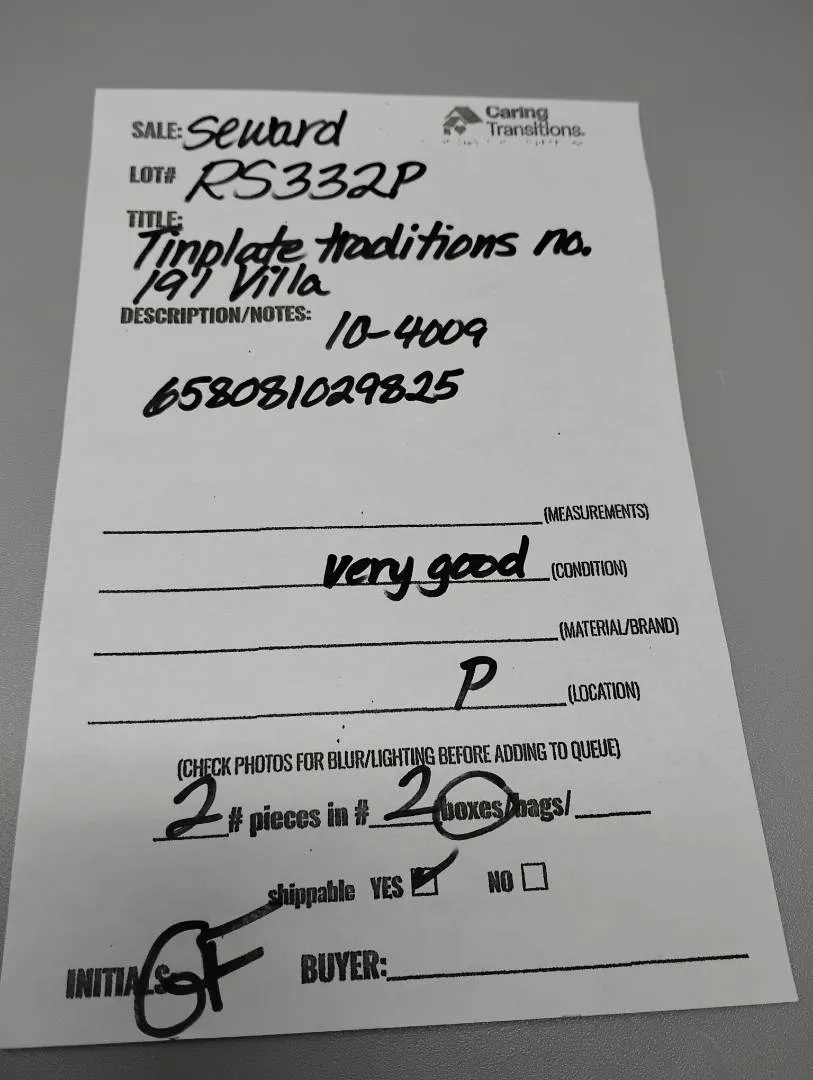 Caring
Transitions.
SALE: Seward
LOT# RS332P
TITLE:
Tinplate traditions no.
191 Villa
DESCRIPTION/NOTES: 10-4009
658081029825
(MEASUREMENTS)
very good (CONDITION)
(MATERIAL/BRAND)
P (LOCATION)
(CHECK PHOTOS FOR BLUR/LIGHTING BEFORE ADDING TO QUEUE)
2 # pieces in # 2 boxes/bags/
shippable YES NO
INITIALS GF BUYER: